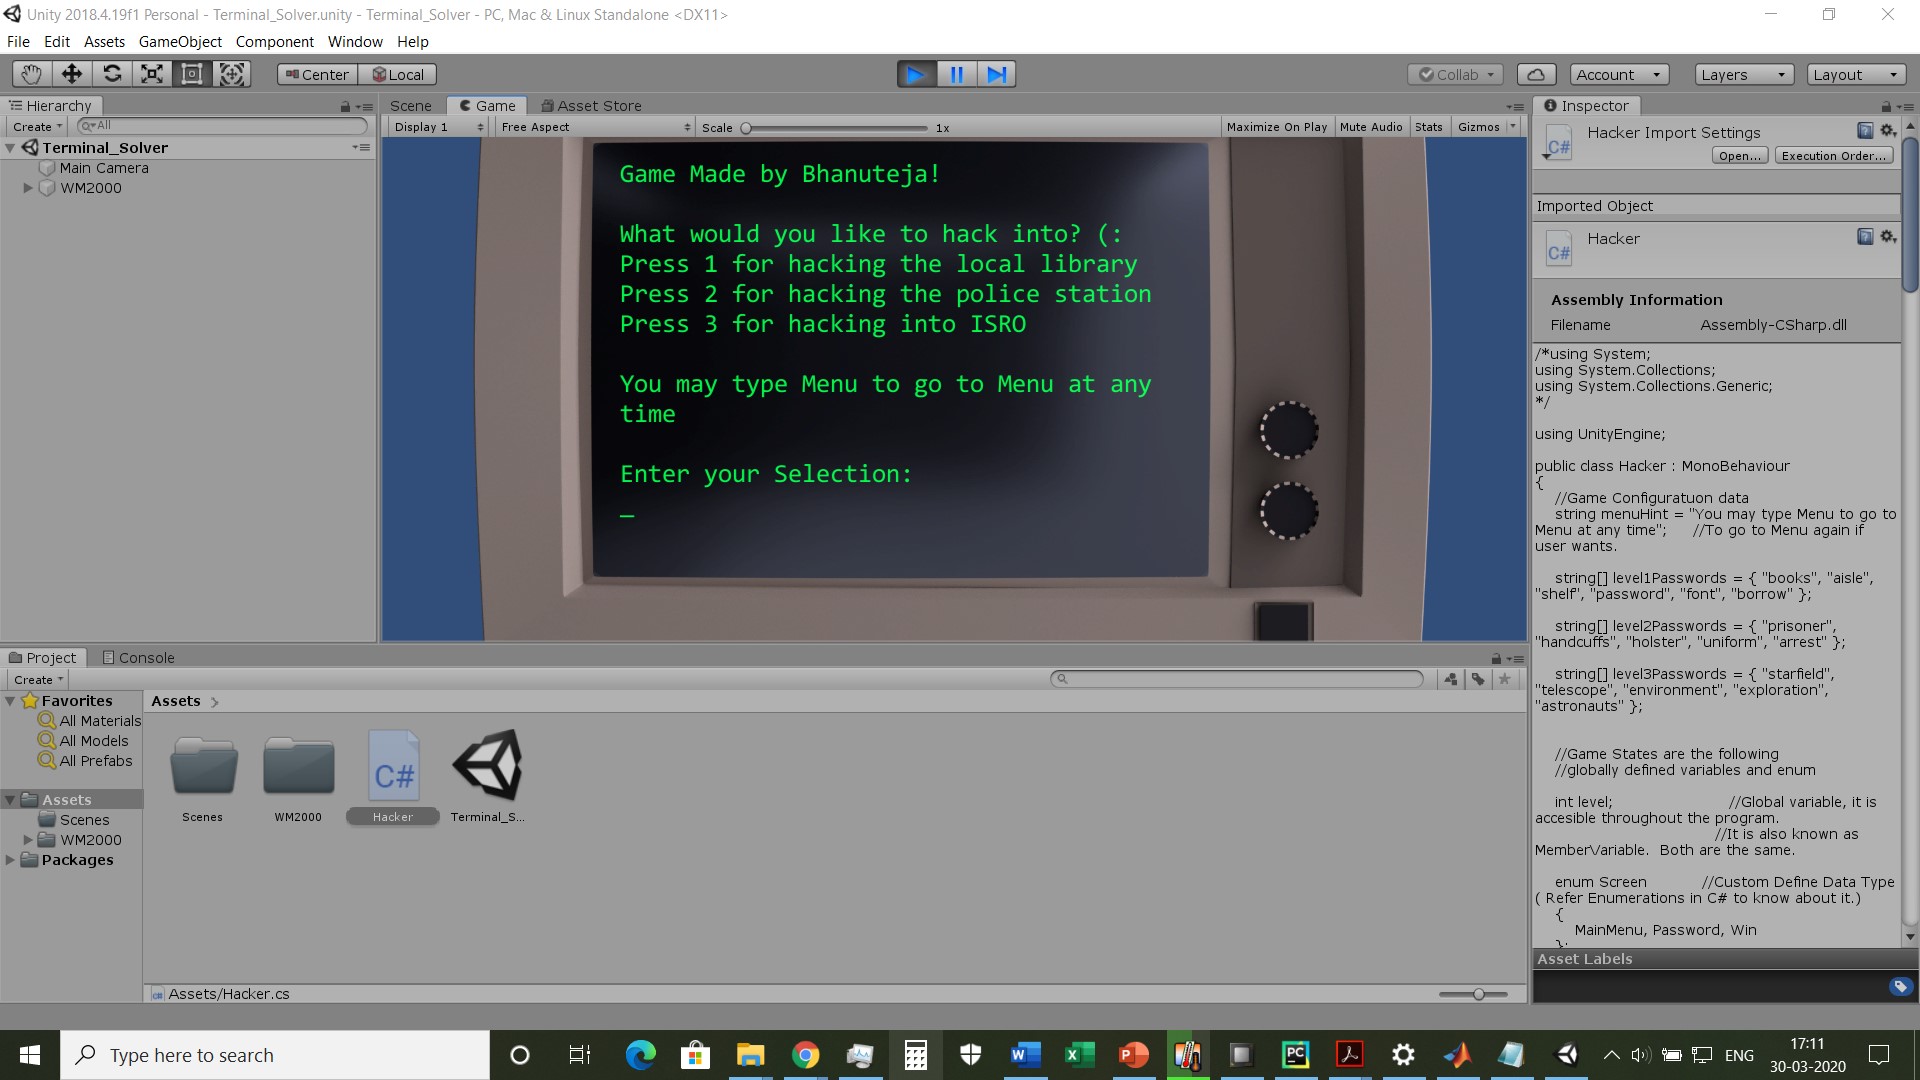 Unity 2018.4.19f1 Personal - Terminal_Solver.unity - Terminal_Solver - PC, Mac & Linux Standalone <DX11>
File Edit Assets GameObject Component Window Help
Center Local Collab Account Layers Layout
Hierarchy
Create All
Terminal_Solver
Main Camera
WM2000
Scene Game Asset Store
Display 1 Free Aspect Scale 1x Maximize On Play Mute Audio Stats Gizmos
Game Made by Bhanuteja!
What would you like to hack into? (:
Press 1 for hacking the local library
Press 2 for hacking the police station
Press 3 for hacking into ISRO
You may type Menu to go to Menu at any
time
Enter your Selection:
_
Inspector
C# Hacker Import Settings
Open... Execution Order...
Imported Object
C# Hacker
Assembly Information
Filename Assembly-CSharp.dll
/*using System;
using System.Collections;
using System.Collections.Generic;
*/
using UnityEngine;
public class Hacker : MonoBehaviour
{
//Game Configuratuon data
string menuHint = "You may type Menu to go to
Menu at any time"; //To go to Menu again if
user wants.
string[] level1Passwords = { "books", "aisle",
"shelf", "password", "font", "borrow" };
string[] level2Passwords = { "prisoner",
"handcuffs", "holster", "uniform", "arrest" };
string[] level3Passwords = { "starfield",
"telescope", "environment", "exploration",
"astronauts" };
//Game States are the following
//globally defined variables and enum
int level; //Global variable, it is
accesible throughout the program.
//It is also known as
MemberVariable. Both are the same.
enum Screen //Custom Define Data Type
( Refer Enumerations in C# to know about it.)
{
MainMenu, Password, Win
};
Asset Labels
Project Console
Create
Favorites
All Materials
All Models
All Prefabs
Assets
Scenes
WM2000
Packages
Assets
C#
Scenes WM2000 Hacker Terminal_S...
Assets/Hacker.cs
Type here to search
ENG
17:11
30-03-2020